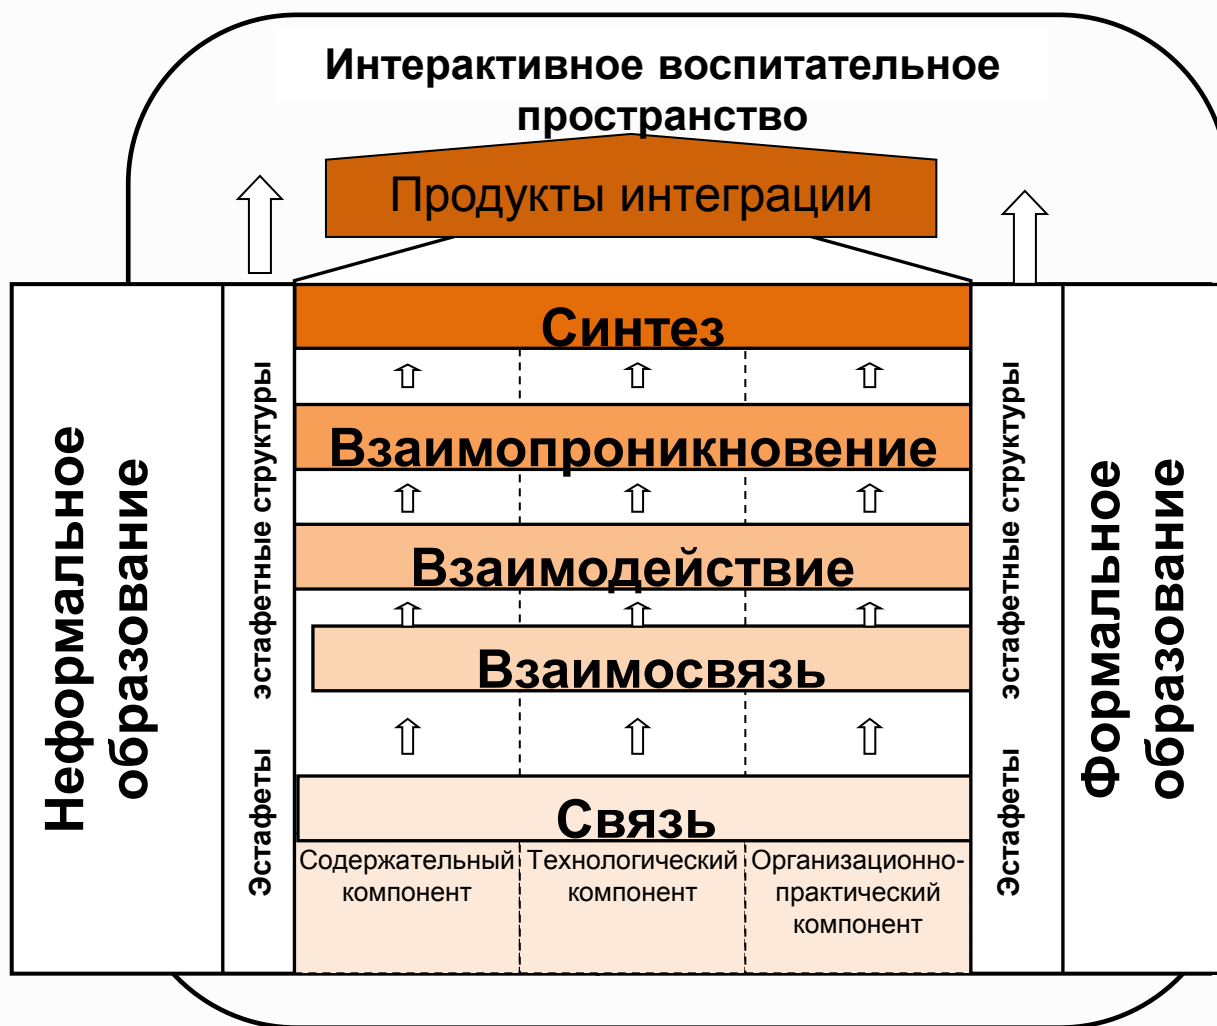 Интерактивное воспитательное
пространство
Продукты интеграции
Неформальное
образование
Эстафеты эстафетные структуры
Синтез
Взаимопроникновение
Взаимодействие
Взаимосвязь
Связь
Содержательный
компонент
Технологический
компонент
Организационно-
практический
компонент
Эстафеты эстафетные структуры
Формальное
образование